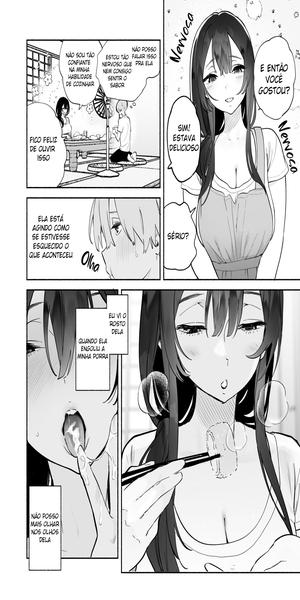 Nervoco
E ENTÃO
VOCÊ
GOSTOU?
Nervoco
SIM!
ESTAVA
DELICIOSO
SÉRIO?
NÃO POSSO
FALAR ISSO
PRA ELA
ESTOU TÃO
NERVOSO QUE
NEM CONSIGO
SENTIR O
SABOR.
NÃO SOU TÃO
CONFIANTE
NA MINHA
HABILIDADE
DE COZINHAR
FICO FELIZ
DE OUVIR
ISSO
ELA ESTÁ
AGINDO COMO
SE ESTIVESSE
ESQUECIDO O
QUE ACONTECEU
Olho
EU VI O
ROSTO
DELA
QUANDO ELA
ENGOLIU A
MINHA PORRA
NÃO POSSO
MAIS OLHAR
NOS OLHOS
DELA